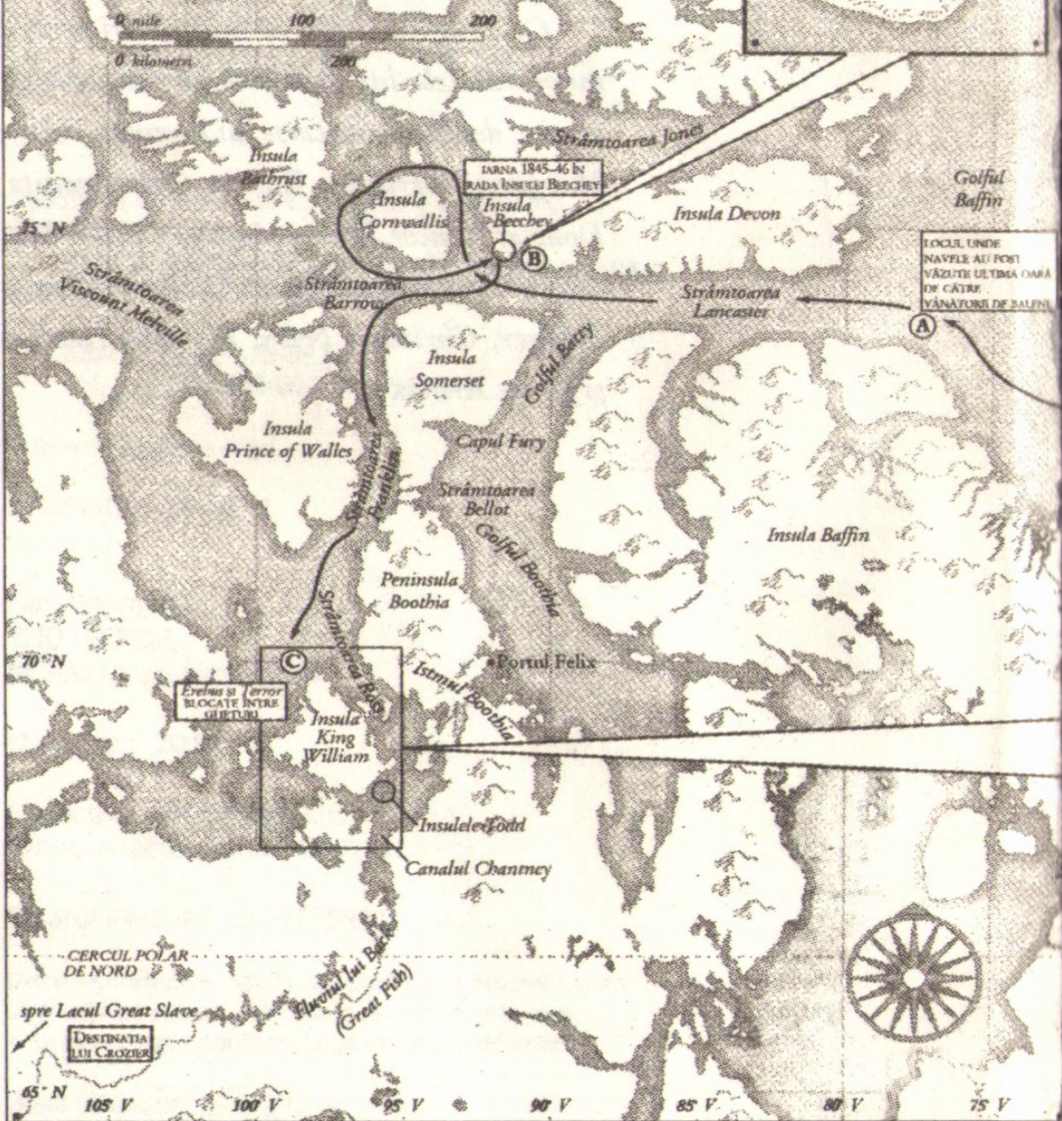 0 mile 100 200
0 kilometri 200
Strâmtoarea Jones
Insula
Bathrust
IARNA 1845–46 ÎN
RADA INSULEI BEECHEY
Insula
Cornwallis
Insula
Beechey
B
Insula Devon
Golful
Baffin
75° N
LOCUL UNDE
NAVELE AU FOST
VĂZUTE ULTIMA OARĂ
DE CĂTRE
VÂNĂTORII DE BALENE
Strâmtoarea
Viscount Melville
Strâmtoarea
Barrow
Strâmtoarea
Lancaster
A
Insula
Somerset
Golful Batry
Insula
Prince of Walles
Capul Fury
Strâmtoarea
Franklin
Strâmtoarea
Bellot
Golful Boothia
Insula Baffin
Peninsula
Boothia
Strâmtoarea Ross
70° N
C
Portul Felix
Istmul Boothia
Erebus și Terror
BLOCATE ÎNTRE
GHEȚURI
Insula
King
William
Insulele Todd
Canalul Chantney
CERCUL POLAR
DE NORD
Fluviul lui Back
(Great Fish)
spre Lacul Great Slave
DESTINAȚIA
LUI CROZIER
65° N
105° V 100° V 95° V 90° V 85° V 80° V 75° V